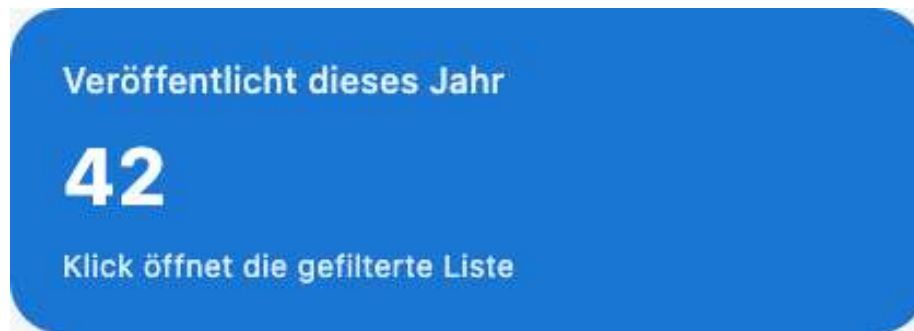 Veröffentlicht dieses Jahr
42
Klick öffnet die gefilterte Liste